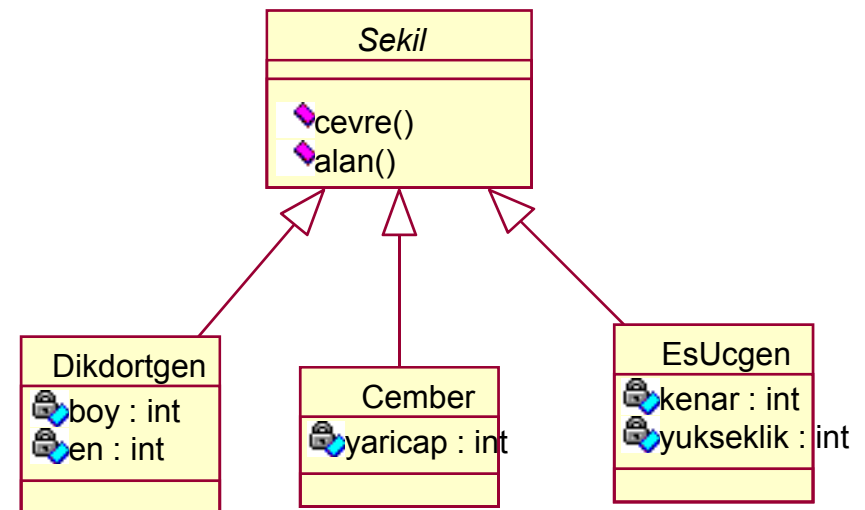 Sekil
cevre()
alan()
Dikdortgen
boy : int
en : int
Cember
yaricap : int
EsUcgen
kenar : int
yukseklik : int